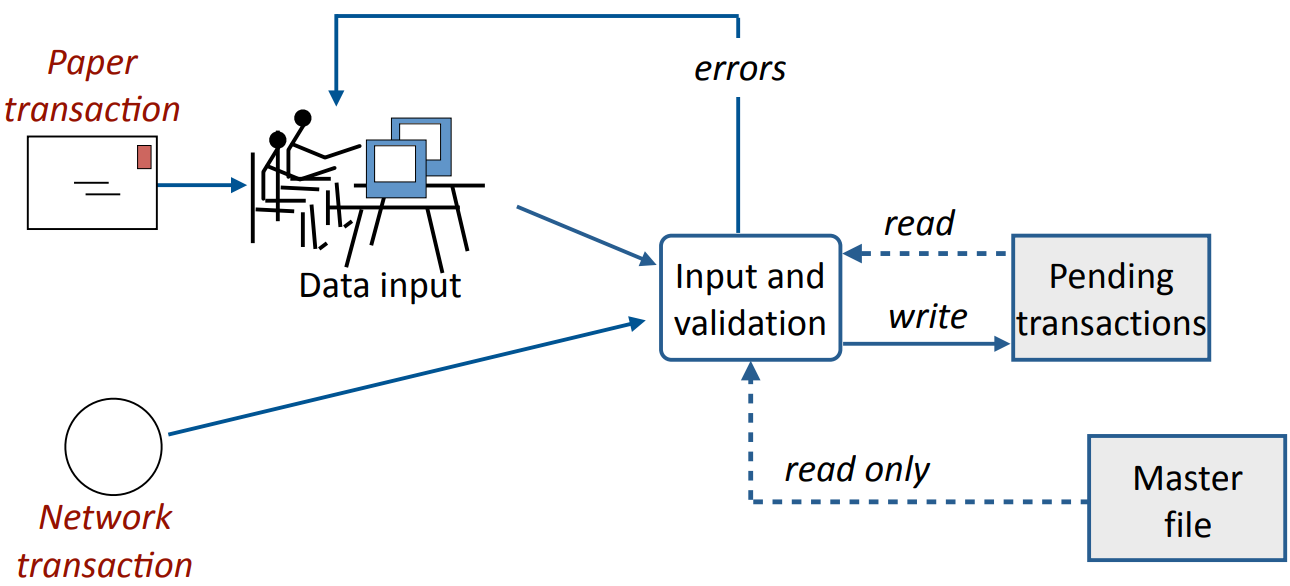 Paper
transaction
errors
Data input
read
Input and
validation
Pending
transactions
write
read only
Master
file
Network
transaction